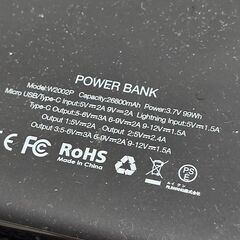 POWER BANK
Model:W2002P Capacity:26800mAh Power:3.7V 99Wh
Micro USB/Type-C Input:5V⎓2A 9V⎓2A Lightning Input:5V⎓1.5A
Type-C Output:5-6V⎓3A 6-9V⎓2A 9-12V⎓1.5A
Output 1:5V⎓2A Output 2:5V⎓2.4A
Output 3:5-6V⎓3A 6-9V⎓2A 9-12V⎓1.5A
CE FC RoHS PSE
Made In China